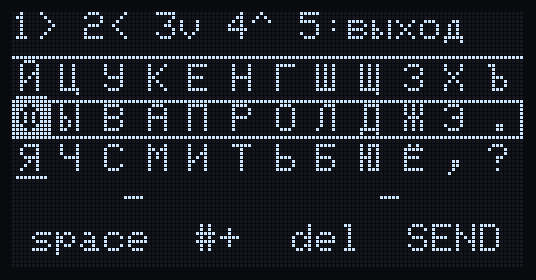 1> 2< 3v 4^ 5:выход
Й Ц У К Е Н Г Ш Щ З Х Ъ
Ф Ы В А П Р О Л Д Ж Э .
Я Ч С М И Т Ь Б Ю Ё , ?
_ _
space #+ del SEND